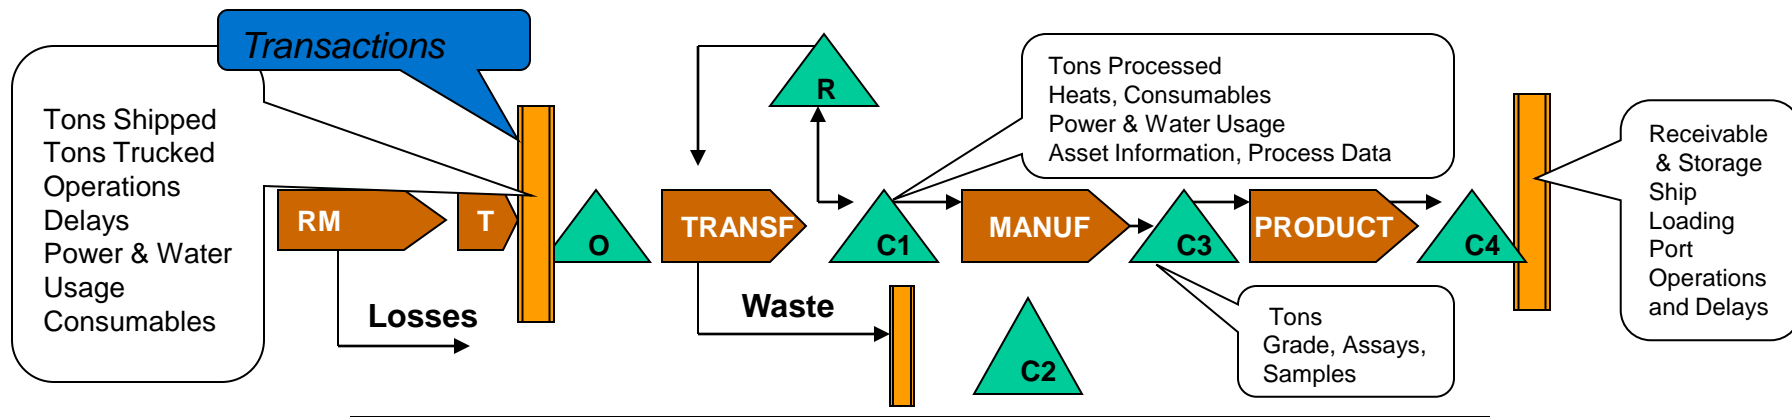 Transactions
Tons Shipped
Tons Trucked
Operations
Delays
Power & Water
Usage
Consumables
RM
T
Losses
O
TRANSF
R
Waste
C1
Tons Processed
Heats, Consumables
Power & Water Usage
Asset Information, Process Data
MANUF
C2
C3
Tons
Grade, Assays,
Samples
PRODUCT
C4
Receivable
& Storage
Ship
Loading
Port
Operations
and Delays